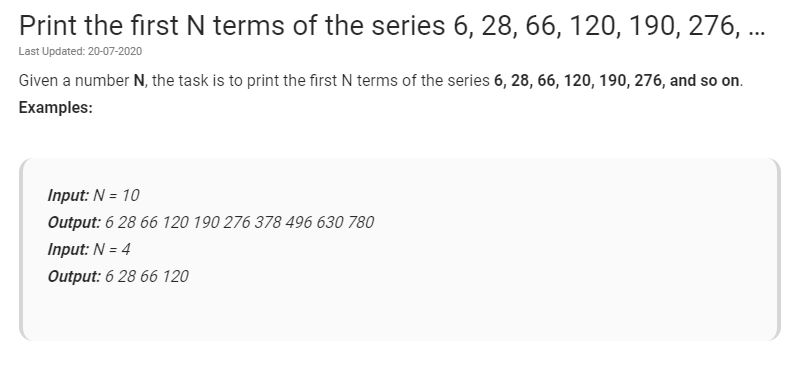 Print the first N terms of the series 6, 28, 66, 120, 190, 276, ...
Last Updated: 20-07-2020
Given a number N, the task is to print the first N terms of the series 6, 28, 66, 120, 190, 276, and so on.
Examples:
Input: N = 10
Output: 6 28 66 120 190 276 378 496 630 780
Input: N = 4
Output: 6 28 66 120